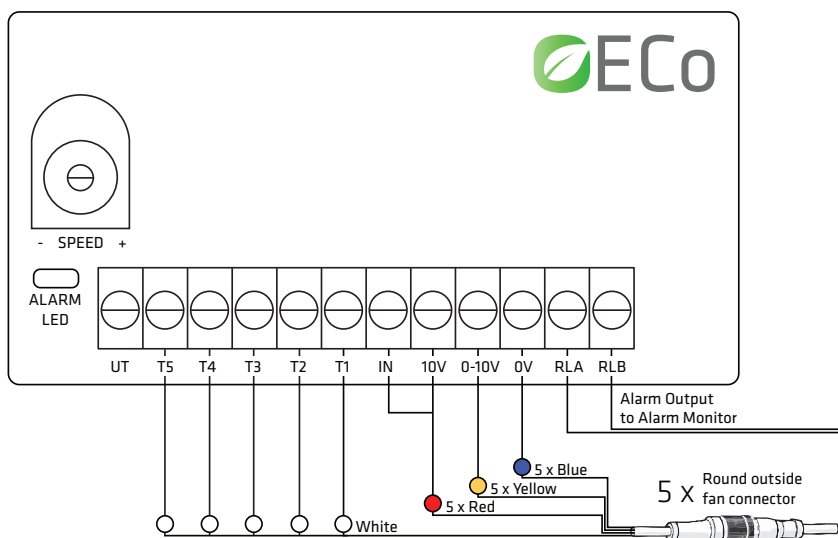 ECo
- SPEED +
ALARM
LED
UT T5 T4 T3 T2 T1 IN 10V 0-10V 0V RLA RLB
Alarm Output
to Alarm Monitor
5 x Blue
5 x Yellow
5 x Red
White
5 x Round outside
fan connector